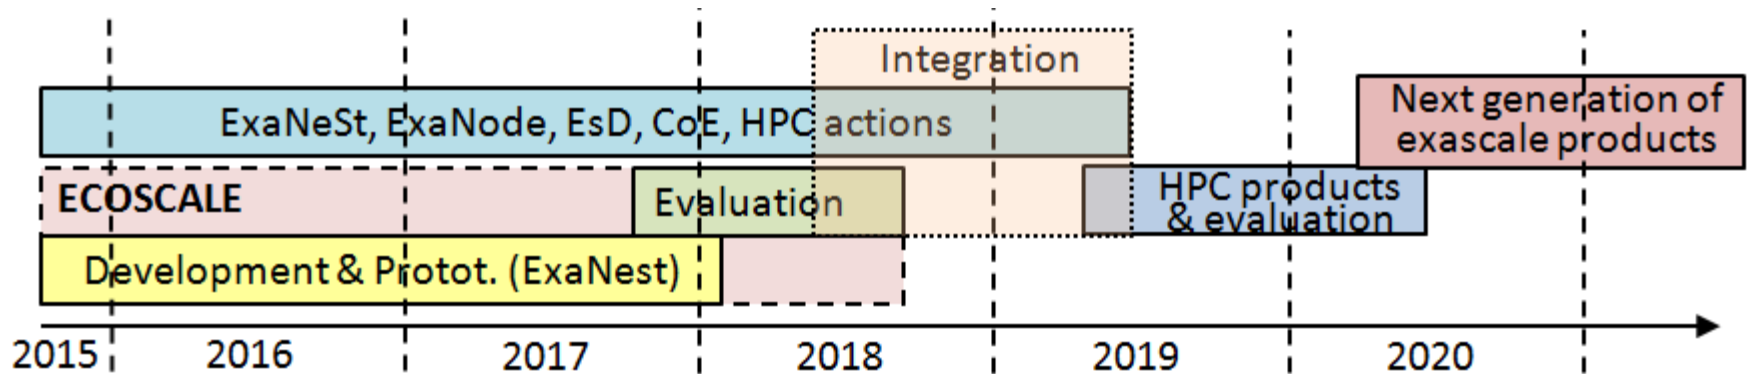 Integration
ExaNeSt, ExaNode, EsD, CoE, HPC actions
Next generation of
exascale products
ECOSCALE
Evaluation
HPC products
& evaluation
Development & Protot. (ExaNest)
2015 2016 2017 2018 2019 2020